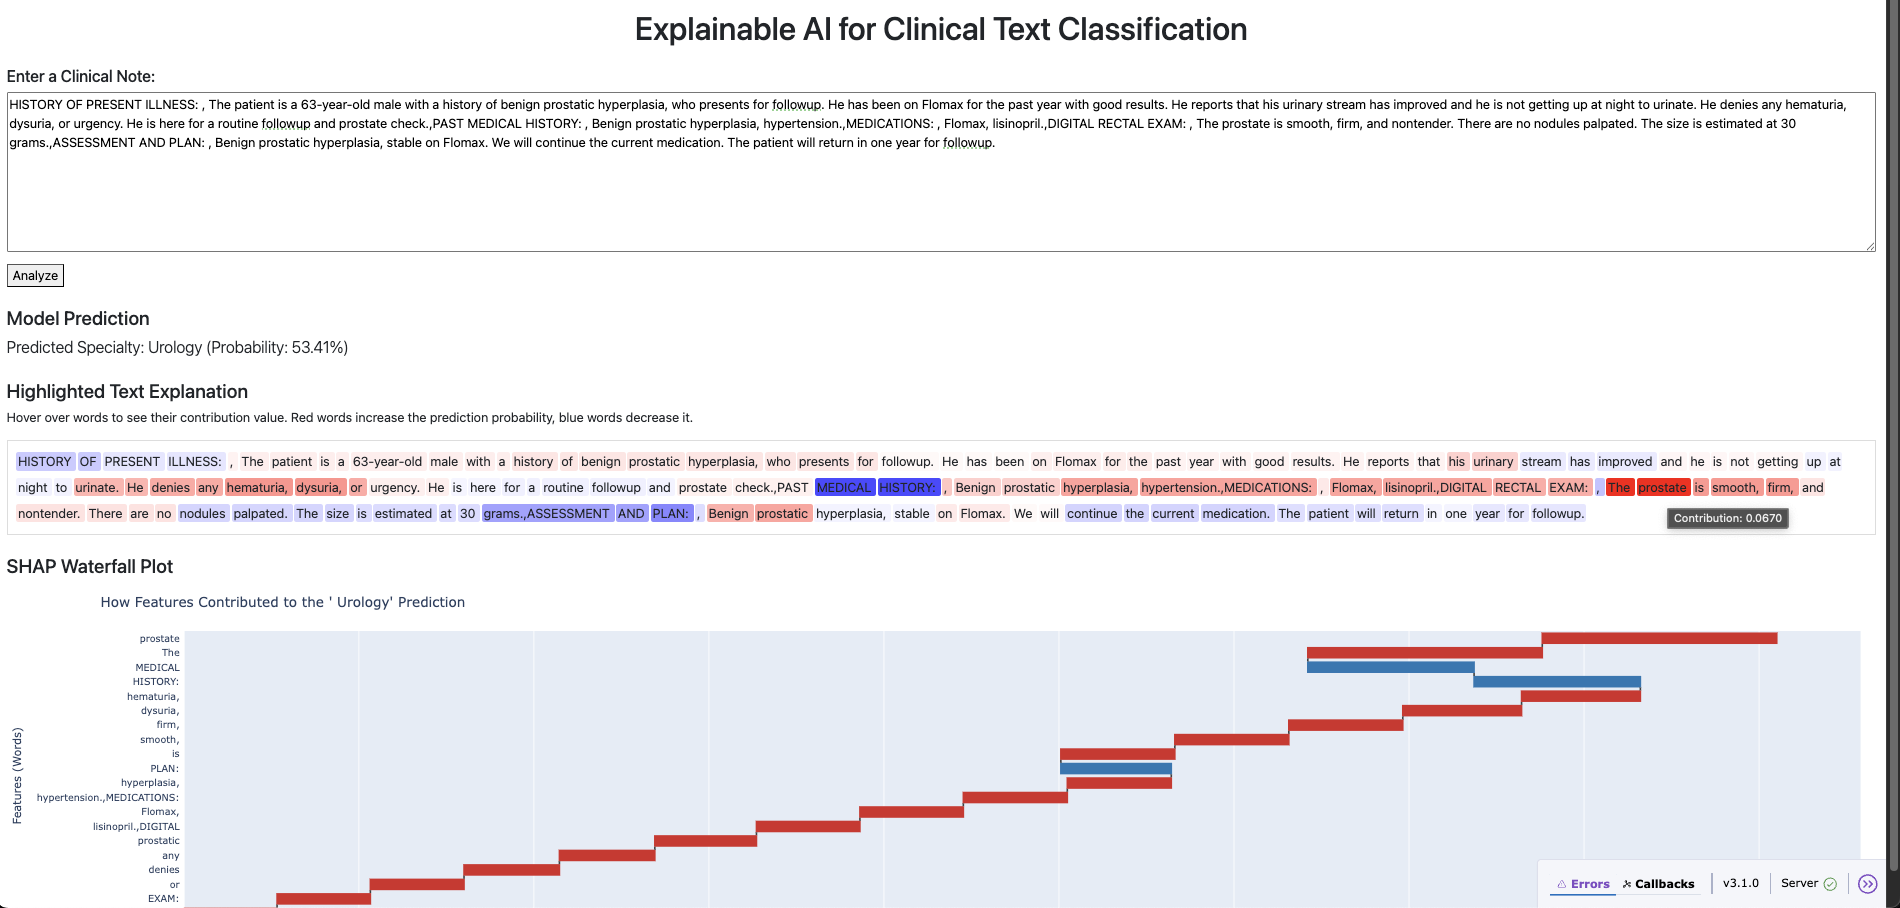 Explainable AI for Clinical Text Classification
Enter a Clinical Note:
HISTORY OF PRESENT ILLNESS: , The patient is a 63-year-old male with a history of benign prostatic hyperplasia, who presents for followup. He has been on Flomax for the past year with good results. He reports that his urinary stream has improved and he is not getting up at night to urinate. He denies any hematuria,
dysuria, or urgency. He is here for a routine followup and prostate check.,PAST MEDICAL HISTORY: , Benign prostatic hyperplasia, hypertension.,MEDICATIONS: , Flomax, lisinopril.,DIGITAL RECTAL EXAM: , The prostate is smooth, firm, and nontender. There are no nodules palpated. The size is estimated at 30
grams.,ASSESSMENT AND PLAN: , Benign prostatic hyperplasia, stable on Flomax. We will continue the current medication. The patient will return in one year for followup.
Analyze
Model Prediction
Predicted Specialty: Urology (Probability: 53.41%)
Highlighted Text Explanation
Hover over words to see their contribution value. Red words increase the prediction probability, blue words decrease it.
HISTORY OF PRESENT ILLNESS: , The patient is a 63-year-old male with a history of benign prostatic hyperplasia, who presents for followup. He has been on Flomax for the past year with good results. He reports that his urinary stream has improved and he is not getting up at
night to urinate. He denies any hematuria, dysuria, or urgency. He is here for a routine followup and prostate check.,PAST MEDICAL HISTORY: , Benign prostatic hyperplasia, hypertension.,MEDICATIONS: , Flomax, lisinopril.,DIGITAL RECTAL EXAM: , The prostate is smooth, firm, and
nontender. There are no nodules palpated. The size is estimated at 30 grams.,ASSESSMENT AND PLAN: , Benign prostatic hyperplasia, stable on Flomax. We will continue the current medication. The patient will return in one year for followup.
Contribution: 0.0670
SHAP Waterfall Plot
How Features Contributed to the ' Urology' Prediction
prostate
The
MEDICAL
HISTORY:
hematuria,
dysuria,
firm,
smooth,
is
PLAN:
hyperplasia,
hypertension.,MEDICATIONS:
Flomax,
lisinopril.,DIGITAL
prostatic
any
denies
or
EXAM:
Features (Words)
Errors Callbacks v3.1.0 Server